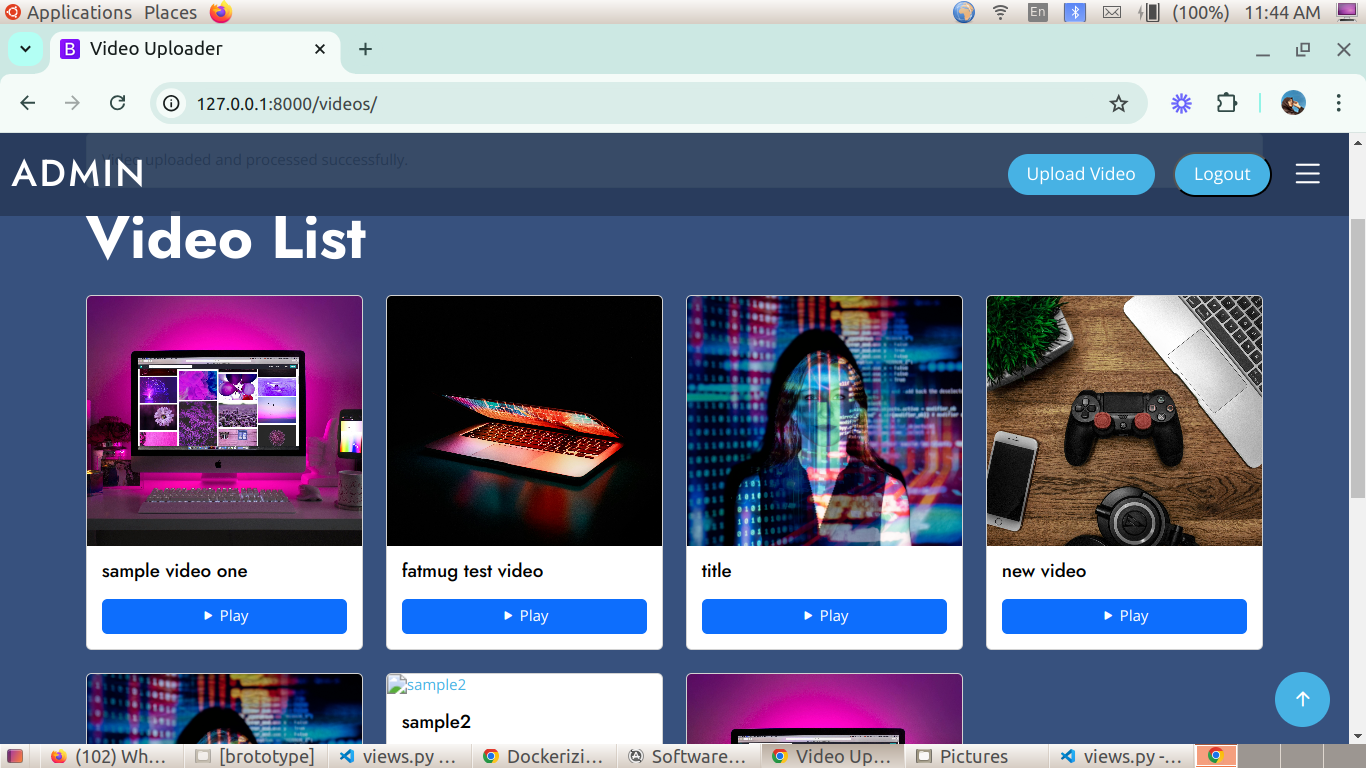 Applications Places En (100%) 11:44 AM
B Video Uploader
127.0.0.1:8000/videos/
Video uploaded and processed successfully.
ADMIN Upload Video Logout
Video List
sample video one fatmug test video title new video
Play Play Play Play
sample2
sample2
(102) Wh... [brototype] views.py ... Dockerizi... Software... Video Up... Pictures views.py -...